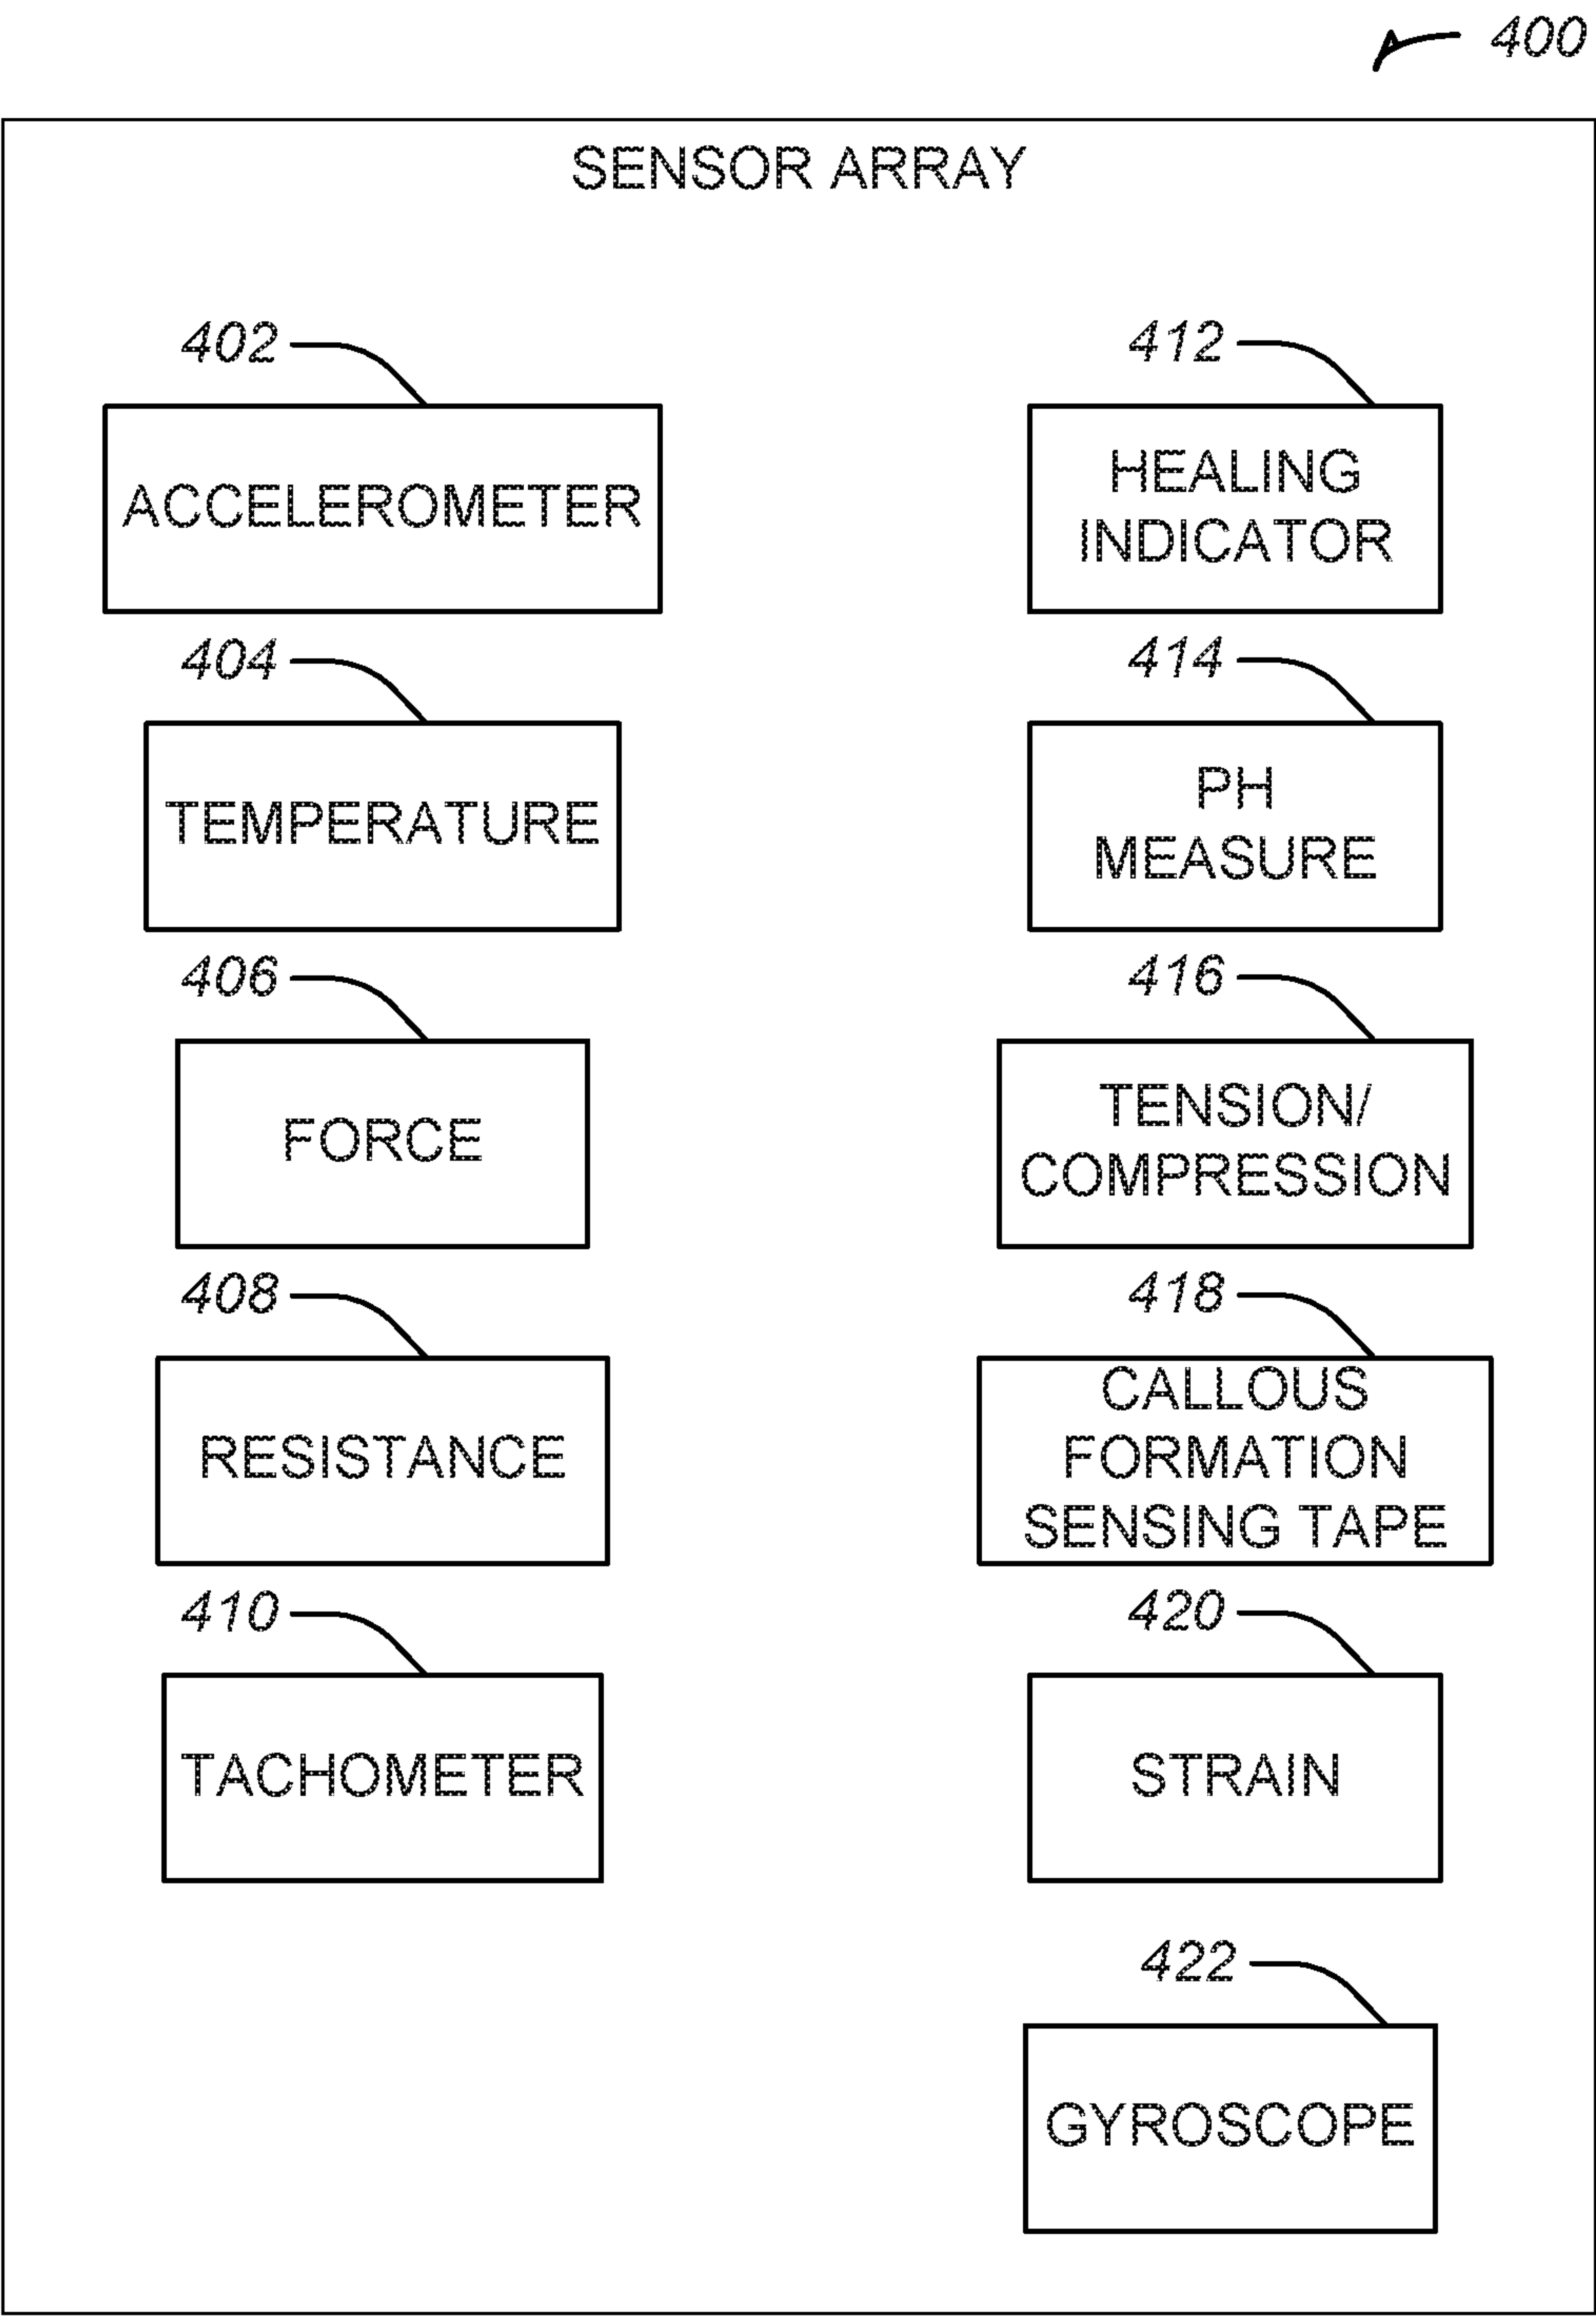 400
SENSOR ARRAY
402
ACCELEROMETER
404
TEMPERATURE
406
FORCE
408
RESISTANCE
410
TACHOMETER
412
HEALING
INDICATOR
414
PH
MEASURE
416
TENSION/
COMPRESSION
418
CALLOUS
FORMATION
SENSING TAPE
420
STRAIN
422
GYROSCOPE